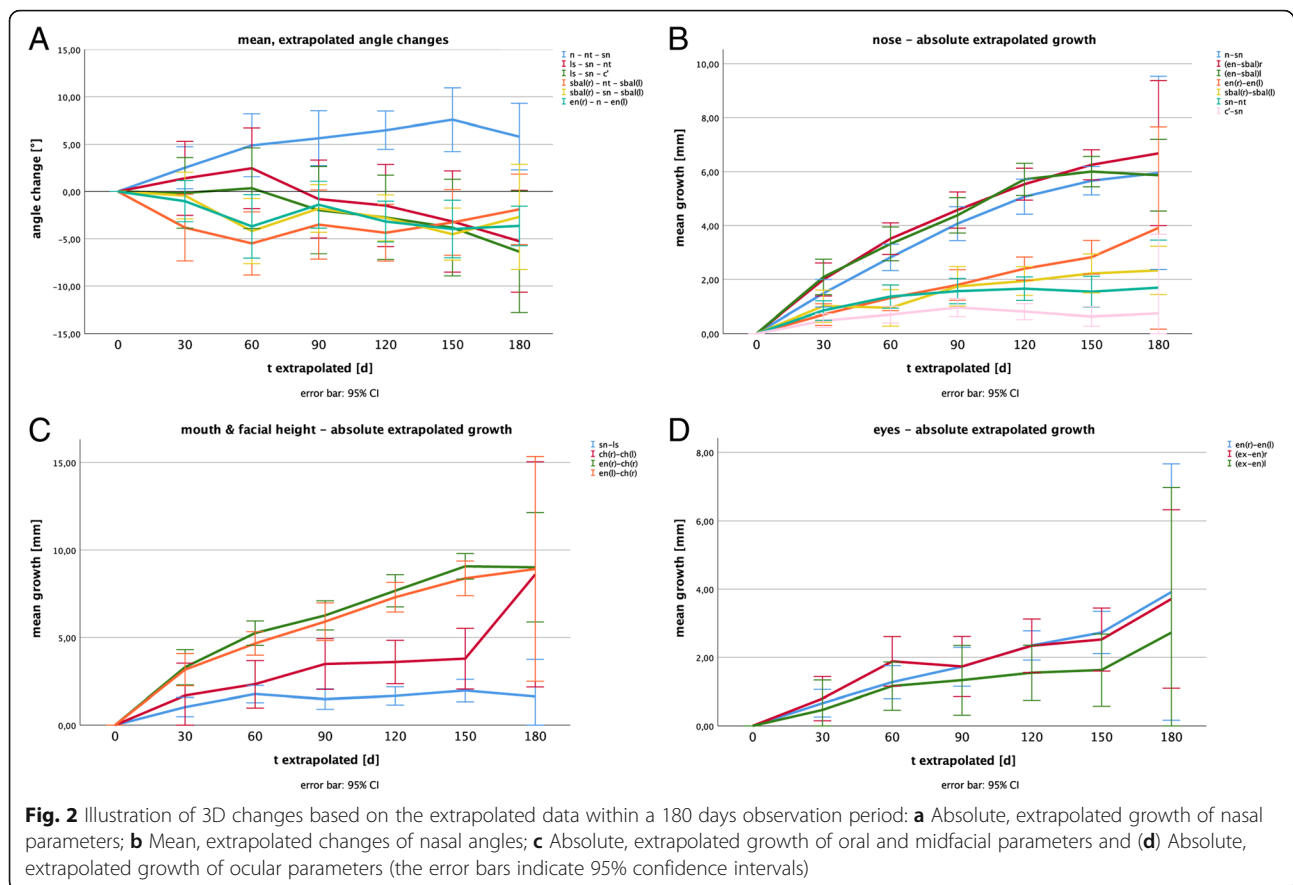 A
mean, extrapolated angle changes
n - nt - sn
ls - sn - nt
ls - sn - c'
sbal(r) - nt - sbal(l)
sbal(r) - sn - sbal(l)
en(r) - n - en(l)
15,00
10,00
5,00
0,00
-5,00
-10,00
-15,00
angle change [°]
0 30 60 90 120 150 180
t extrapolated [d]
error bar: 95% CI
B
nose - absolute extrapolated growth
n-sn
(en-sbal)r
(en-sbal)l
en(r)-en(l)
sbal(r)-sbal(l)
sn-nt
c'-sn
10,00
8,00
6,00
4,00
2,00
0,00
mean growth [mm]
0 30 60 90 120 150 180
t extrapolated [d]
error bar: 95% CI
C
mouth & facial height - absolute extrapolated growth
sn-ls
ch(r)-ch(l)
en(r)-ch(r)
en(l)-ch(r)
15,00
10,00
5,00
0,00
mean growth [mm]
0 30 60 90 120 150 180
t extrapolated [d]
error bar: 95% CI
D
eyes - absolute extrapolated growth
en(r)-en(l)
(ex-en)r
(ex-en)l
8,00
6,00
4,00
2,00
0,00
mean growth [mm]
0 30 60 90 120 150 180
t extrapolated [d]
error bar: 95% CI
Fig. 2 Illustration of 3D changes based on the extrapolated data within a 180 days observation period: a Absolute, extrapolated growth of nasal
parameters; b Mean, extrapolated changes of nasal angles; c Absolute, extrapolated growth of oral and midfacial parameters and (d) Absolute,
extrapolated growth of ocular parameters (the error bars indicate 95% confidence intervals)